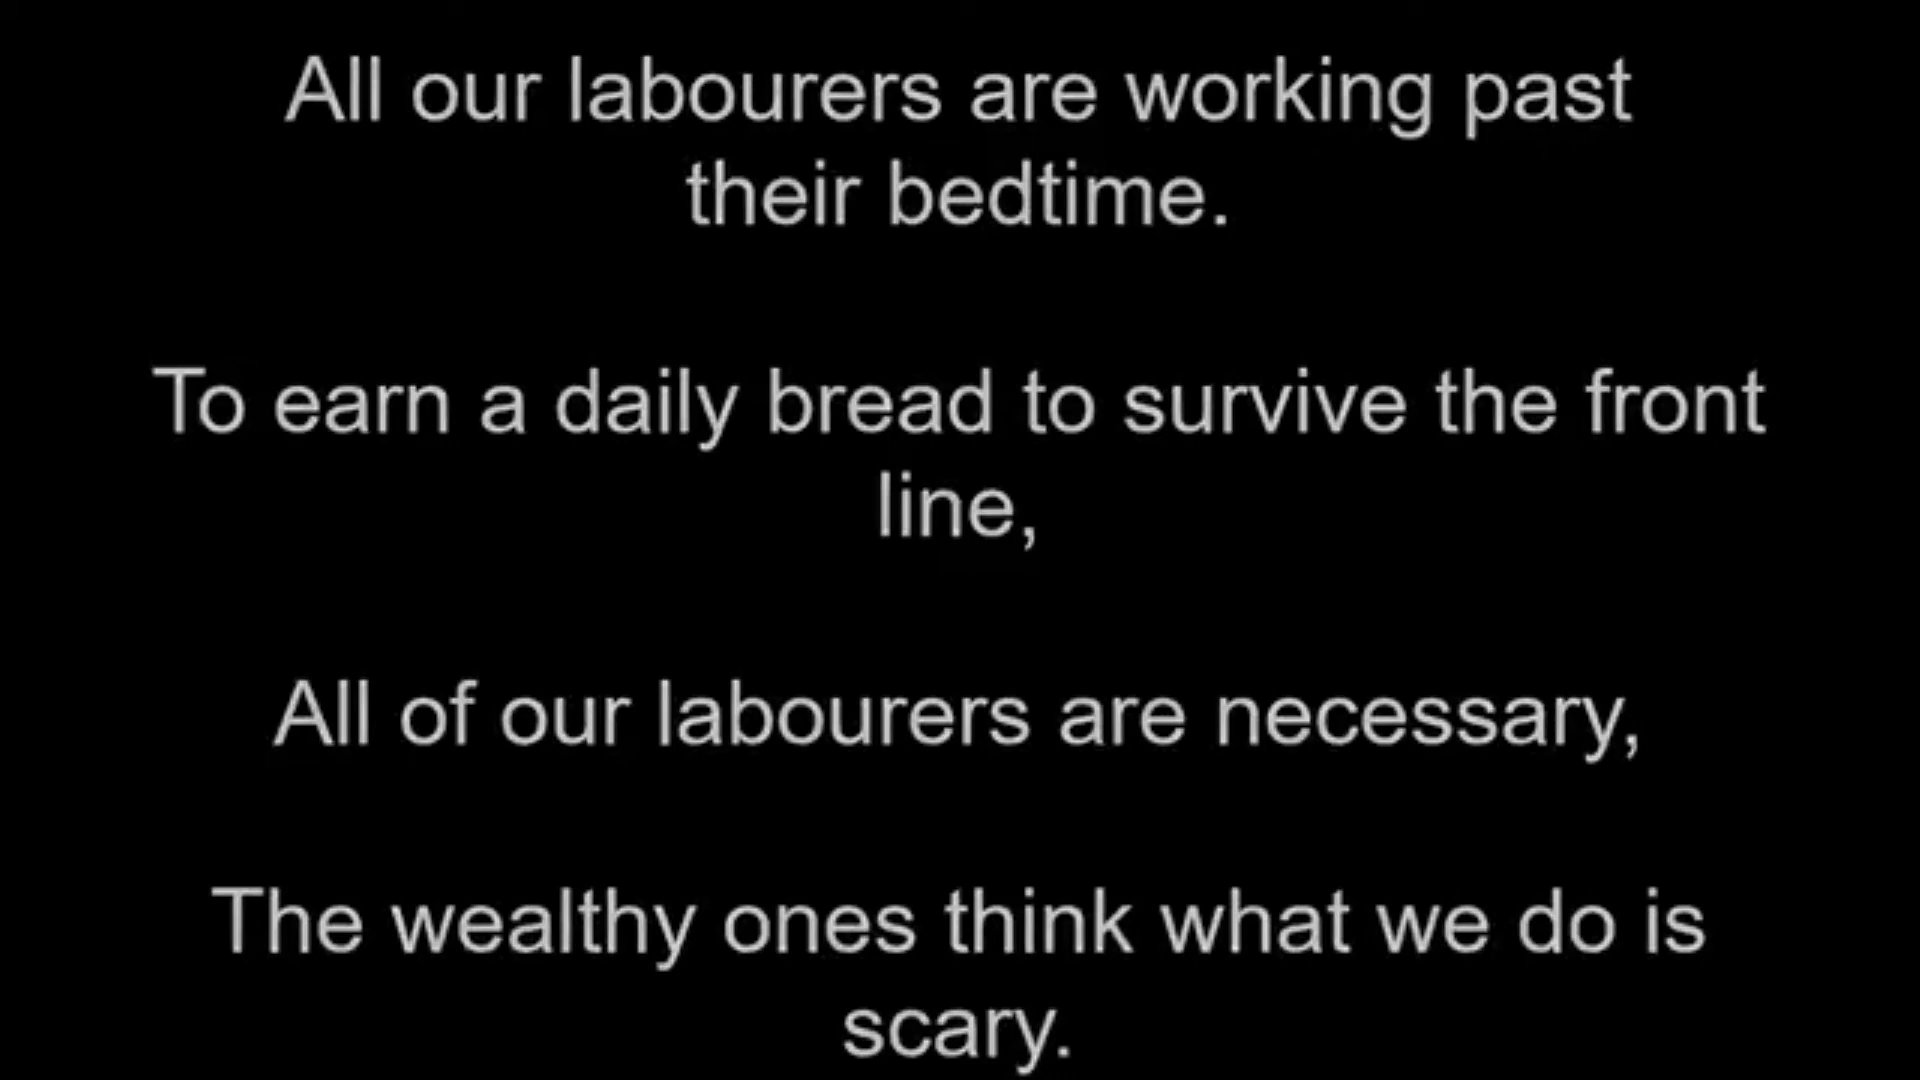 All our labourers are working past
their bedtime.
To earn a daily bread to survive the front
line,
All of our labourers are necessary,
The wealthy ones think what we do is
scary.